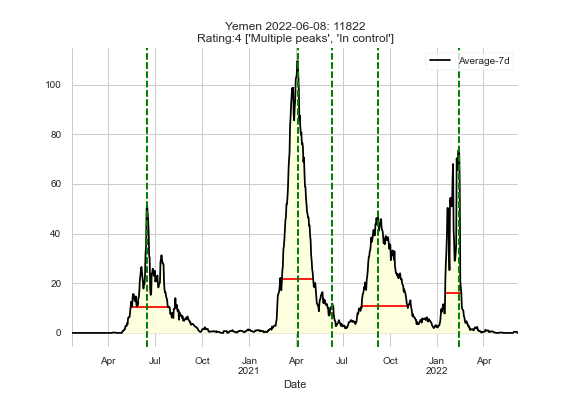 Yemen 2022-06-08: 11822
Rating:4 ['Multiple peaks', 'In control']
Average-7d
100
80
60
40
20
0
Apr Jul Oct Jan Apr Jul Oct Jan Apr
2021 2022
Date